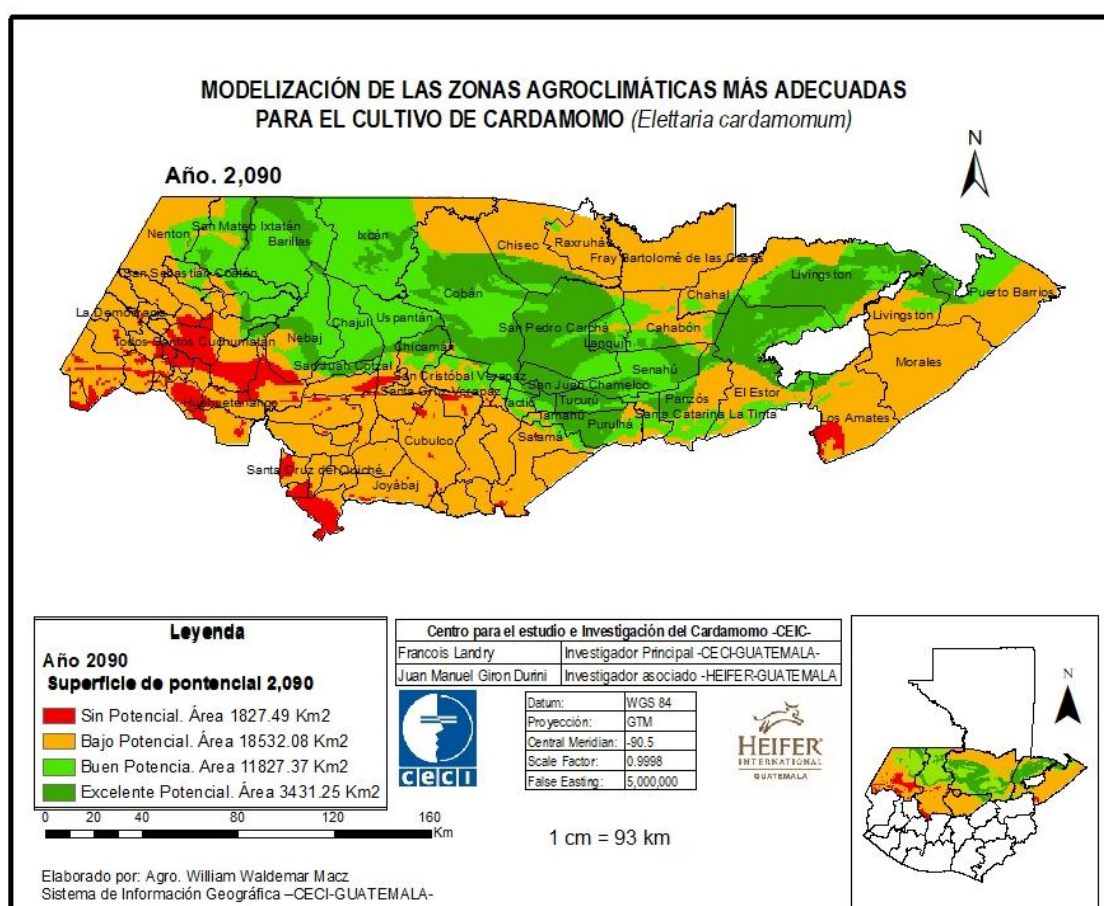 MODELIZACIÓN DE LAS ZONAS AGROCLIMÁTICAS MÁS ADECUADAS
PARA EL CULTIVO DE CARDAMOMO (Elettaria cardamomum)
N
Año. 2,090
San Mateo Ixtatán
Nenton
Barillas
Ixcán
Chisec
Raxruhá
Fray Bartolomé de las Casas
San Sebastián Coatán
Livingston
Puerto Barrios
Cobán
Chahal
La Democracia
Livingston
Uspantán
Chajul
San Pedro Carchá
Cahabón
Todos Santos Cuchumatán
Nebaj
Chicamán
Lanquín
Morales
San Juan Cotzal
San Cristóbal Verapaz
Senahú
Santa Cruz Verapaz
San Juan Chamelco
El Estor
Huehuetenango
Tactic
Tucurú
Panzós
Tamahú
Santa Catarina La Tinta
Los Amates
Purulhá
Cubulco
Salamá
Santa Cruz del Quiché
Joyabaj
Leyenda
Año 2090
Superficie de pontencial 2,090
Sin Potencial. Área 1827.49 Km2
Bajo Potencial. Área 18532.08 Km2
Buen Potencia. Área 11827.37 Km2
Excelente Potencial. Área 3431.25 Km2
0 20 40 80 120 160
Km
Centro para el estudio e Investigación del Cardamomo -CEIC-
Francois Landry Investigador Principal -CECI-GUATEMALA-
Juan Manuel Giron Durini Investigador asociado -HEIFER-GUATEMALA
ceci
Datum: WGS 84
Proyección: GTM
Central Meridian: -90.5
Scale Factor: 0.9998
False Easting: 5,000,000
HEIFER
INTERNATIONAL
GUATEMALA
1 cm = 93 km
N
Elaborado por: Agro. William Waldemar Macz
Sistema de Información Geográfica –CECI-GUATEMALA-